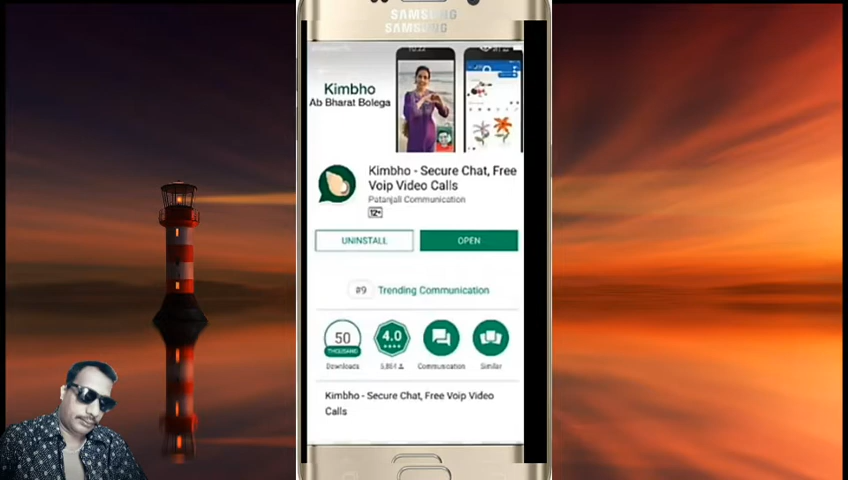 SAMSUNG
SAMSUNG
Kimbho
Ab Bharat Bolega
Kimbho - Secure Chat, Free
Voip Video Calls
Patanjali Communication
12+
UNINSTALL
OPEN
#9 Trending Communication
50
THOUSAND
Downloads
4.0
Communication
Similar
Kimbho - Secure Chat, Free Voip Video
Calls